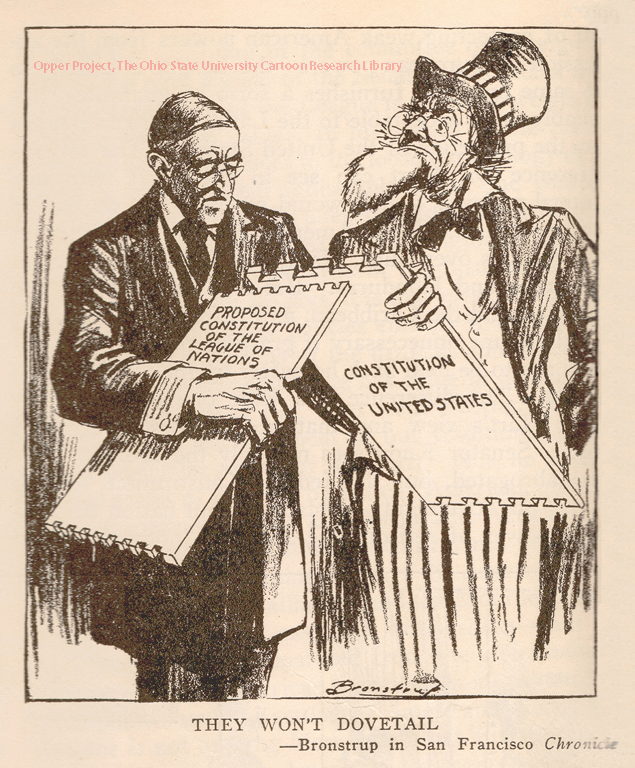 Opper Project, The Ohio State University Cartoon Research Library
PROPOSED
CONSTITUTION
OF THE
LEAGUE OF
NATIONS
CONSTITUTION
OF THE
UNITED STATES
Bronstrup
THEY WON'T DOVETAIL
—Bronstrup in San Francisco Chronicle